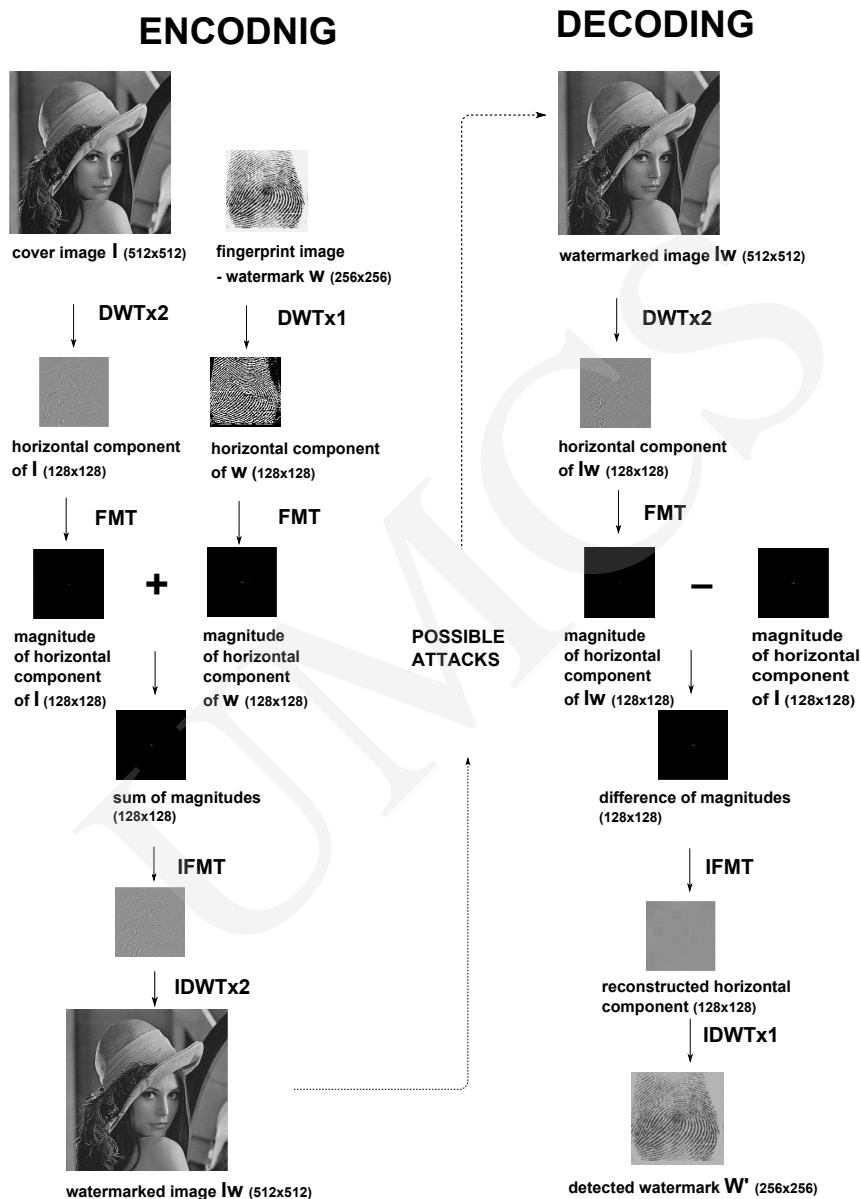 ENCODNIG
cover image I (512x512)
fingerprint image
- watermark w (256x256)
DWTx2
DWTx1
horizontal component
of I (128x128)
horizontal component
of w (128x128)
FMT
FMT
+
magnitude
of horizontal
component
of I (128x128)
magnitude
of horizontal
component
of w (128x128)
sum of magnitudes
(128x128)
IFMT
IDWTx2
watermarked image Iw (512x512)
POSSIBLE
ATTACKS
DECODING
watermarked image Iw (512x512)
DWTx2
horizontal component
of Iw (128x128)
FMT
–
magnitude
of horizontal
component
of Iw (128x128)
magnitude
of horizontal
component
of I (128x128)
difference of magnitudes
(128x128)
IFMT
reconstructed horizontal
component (128x128)
IDWTx1
detected watermark W' (256x256)
UMCS